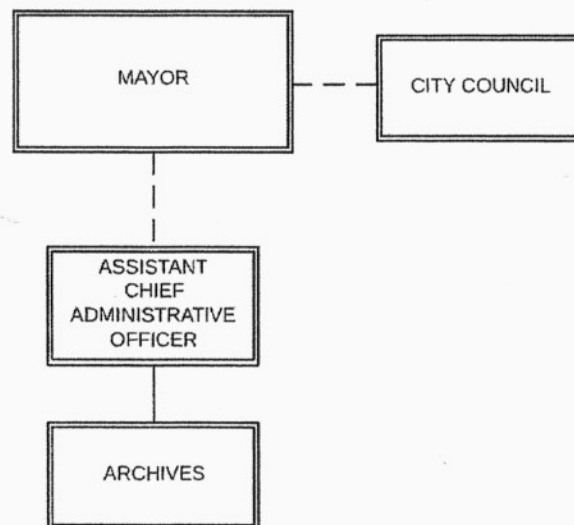 MAYOR
CITY COUNCIL
ASSISTANT
CHIEF
ADMINISTRATIVE
OFFICER
ARCHIVES